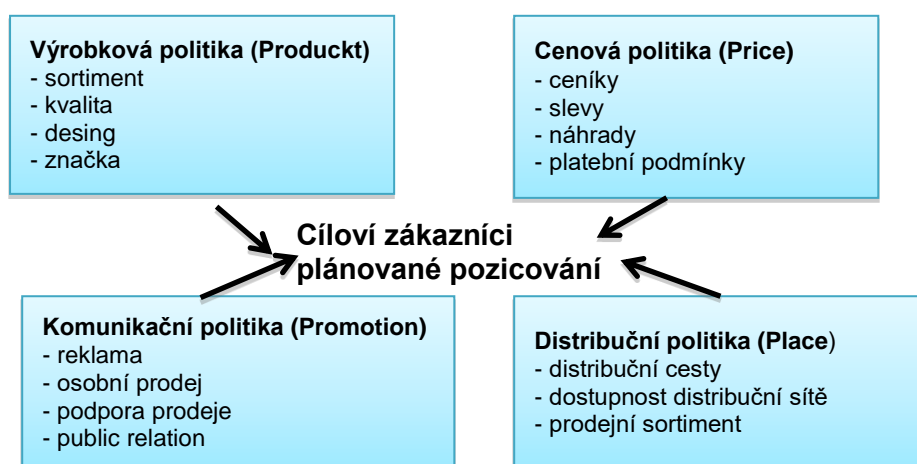 Výrobková politika (Produckt)
- sortiment
- kvalita
- desing
- značka
Cenová politika (Price)
- ceníky
- slevy
- náhrady
- platební podmínky
Cíloví zákazníci
plánované pozicování
Komunikační politika (Promotion)
- reklama
- osobní prodej
- podpora prodeje
- public relation
Distribuční politika (Place)
- distribuční cesty
- dostupnost distribuční sítě
- prodejní sortiment